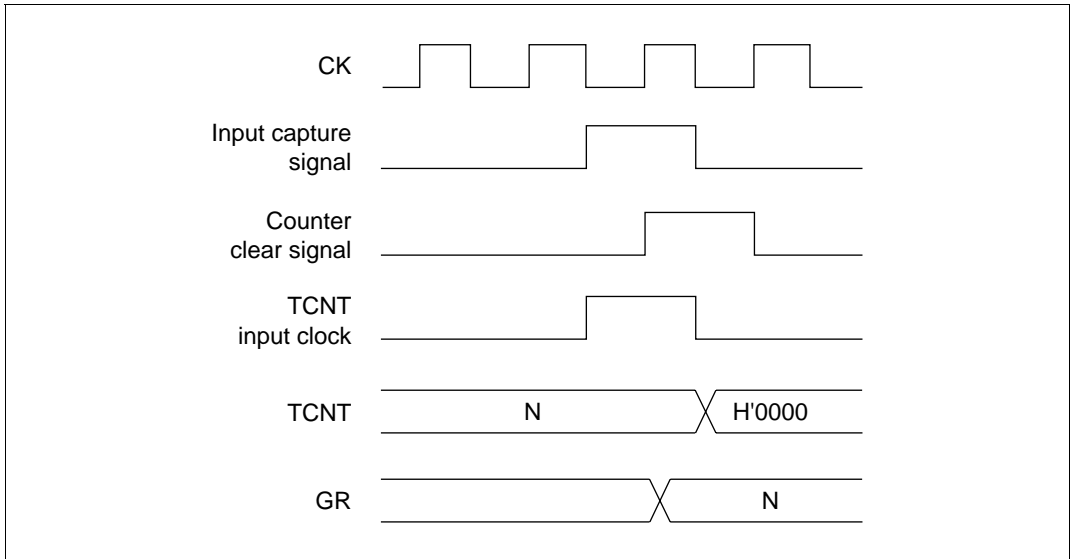 CK
Input capture
signal
Counter
clear signal
TCNT
input clock
TCNT
N
H'0000
GR
N